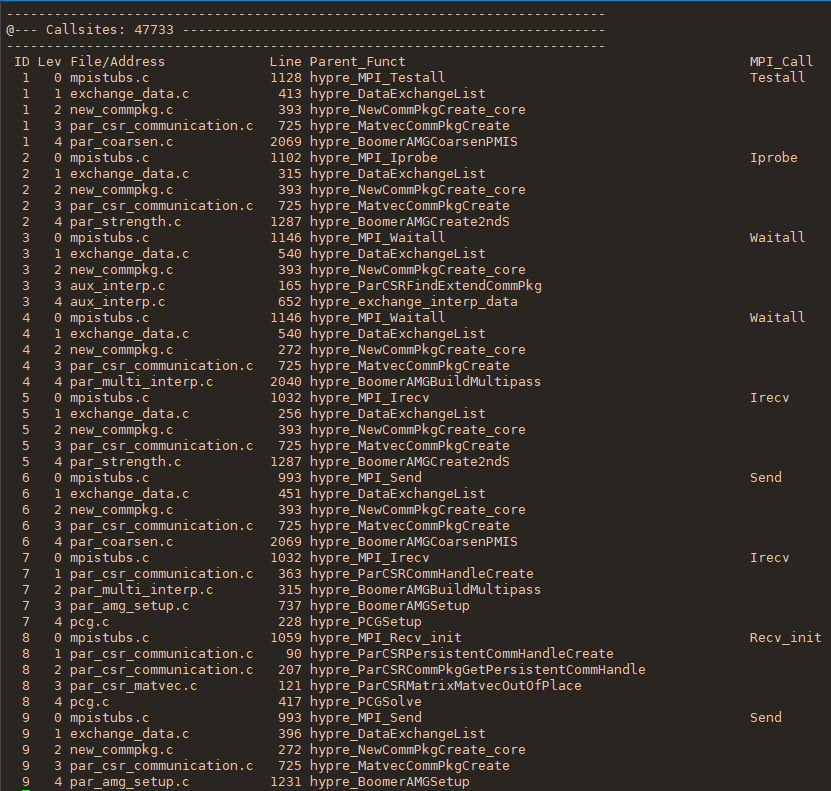 ---------------------------------------------------------------------------
@--- Callsites: 47733 -----------------------------------------------------
---------------------------------------------------------------------------
 ID Lev File/Address             Line Parent_Funct                                           MPI_Call
  1   0 mpistubs.c               1128 hypre_MPI_Testall                                      Testall
  1   1 exchange_data.c           413 hypre_DataExchangeList
  1   2 new_commpkg.c             393 hypre_NewCommPkgCreate_core
  1   3 par_csr_communication.c   725 hypre_MatvecCommPkgCreate
  1   4 par_coarsen.c            2069 hypre_BoomerAMGCoarsenPMIS
  2   0 mpistubs.c               1102 hypre_MPI_Iprobe                                       Iprobe
  2   1 exchange_data.c           315 hypre_DataExchangeList
  2   2 new_commpkg.c             393 hypre_NewCommPkgCreate_core
  2   3 par_csr_communication.c   725 hypre_MatvecCommPkgCreate
  2   4 par_strength.c           1287 hypre_BoomerAMGCreate2ndS
  3   0 mpistubs.c               1146 hypre_MPI_Waitall                                      Waitall
  3   1 exchange_data.c           540 hypre_DataExchangeList
  3   2 new_commpkg.c             393 hypre_NewCommPkgCreate_core
  3   3 aux_interp.c              165 hypre_ParCSRFindExtendCommPkg
  3   4 aux_interp.c              652 hypre_exchange_interp_data
  4   0 mpistubs.c               1146 hypre_MPI_Waitall                                      Waitall
  4   1 exchange_data.c           540 hypre_DataExchangeList
  4   2 new_commpkg.c             272 hypre_NewCommPkgCreate_core
  4   3 par_csr_communication.c   725 hypre_MatvecCommPkgCreate
  4   4 par_multi_interp.c       2040 hypre_BoomerAMGBuildMultipass
  5   0 mpistubs.c               1032 hypre_MPI_Irecv                                        Irecv
  5   1 exchange_data.c           256 hypre_DataExchangeList
  5   2 new_commpkg.c             393 hypre_NewCommPkgCreate_core
  5   3 par_csr_communication.c   725 hypre_MatvecCommPkgCreate
  5   4 par_strength.c           1287 hypre_BoomerAMGCreate2ndS
  6   0 mpistubs.c                993 hypre_MPI_Send                                         Send
  6   1 exchange_data.c           451 hypre_DataExchangeList
  6   2 new_commpkg.c             393 hypre_NewCommPkgCreate_core
  6   3 par_csr_communication.c   725 hypre_MatvecCommPkgCreate
  6   4 par_coarsen.c            2069 hypre_BoomerAMGCoarsenPMIS
  7   0 mpistubs.c               1032 hypre_MPI_Irecv                                        Irecv
  7   1 par_csr_communication.c   363 hypre_ParCSRCommHandleCreate
  7   2 par_multi_interp.c        315 hypre_BoomerAMGBuildMultipass
  7   3 par_amg_setup.c           737 hypre_BoomerAMGSetup
  7   4 pcg.c                     228 hypre_PCGSetup
  8   0 mpistubs.c               1059 hypre_MPI_Recv_init                                    Recv_init
  8   1 par_csr_communication.c    90 hypre_ParCSRPersistentCommHandleCreate
  8   2 par_csr_communication.c   207 hypre_ParCSRCommPkgGetPersistentCommHandle
  8   3 par_csr_matvec.c          121 hypre_ParCSRMatrixMatvecOutOfPlace
  8   4 pcg.c                     417 hypre_PCGSolve
  9   0 mpistubs.c                993 hypre_MPI_Send                                         Send
  9   1 exchange_data.c           396 hypre_DataExchangeList
  9   2 new_commpkg.c             272 hypre_NewCommPkgCreate_core
  9   3 par_csr_communication.c   725 hypre_MatvecCommPkgCreate
  9   4 par_amg_setup.c          1231 hypre_BoomerAMGSetup